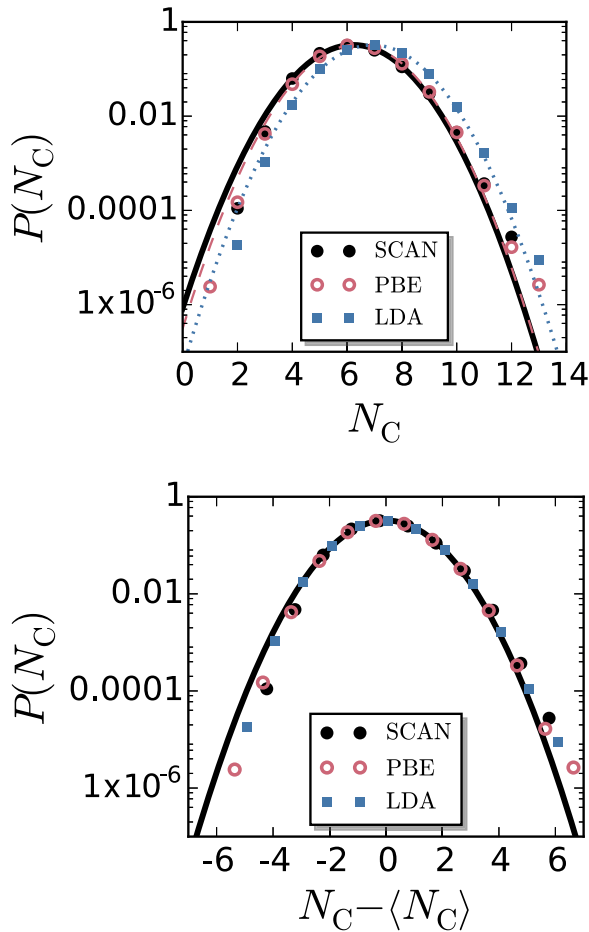 1
0.01
0.0001
1x10⁻⁶
P(N_C)
SCAN
PBE
LDA
0 2 4 6 8 10 12 14
N_C
1
0.01
0.0001
1x10⁻⁶
P(N_C)
SCAN
PBE
LDA
-6 -4 -2 0 2 4 6
N_C−⟨N_C⟩